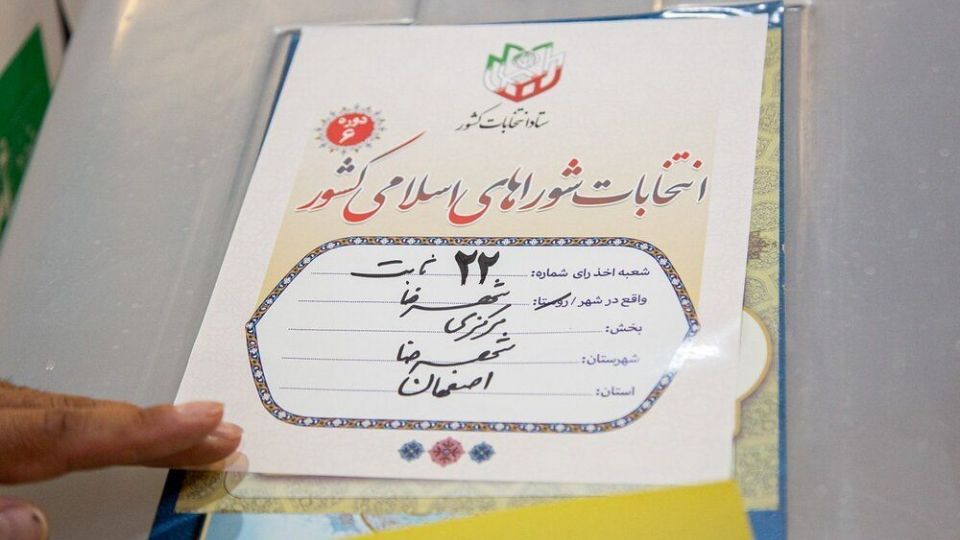 ستاد انتخابات کشور
دوره
۶
انتخابات شوراهای اسلامی کشور
شعبه اخذ رای شماره: ۲۲ ثابت
واقع در شهر/روستا: شهرضا
بخش: مرکزی
شهرستان: شهرضا
استان: اصفهان